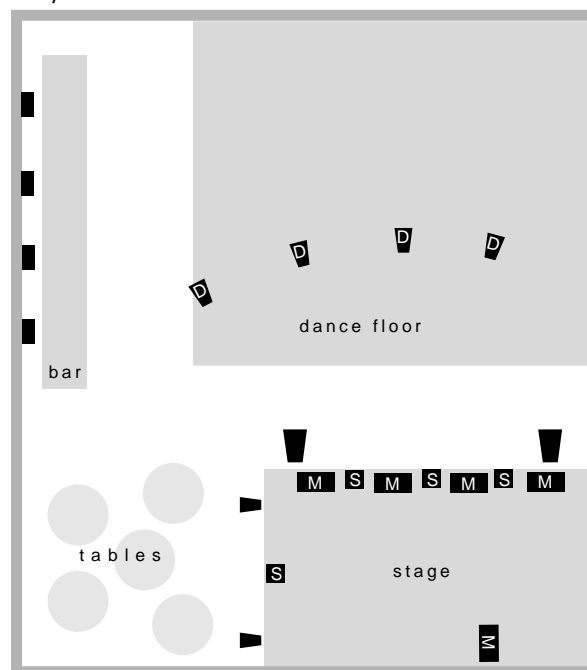 D D D D
dance floor
bar
M S M S M S M
tables
S
stage
M